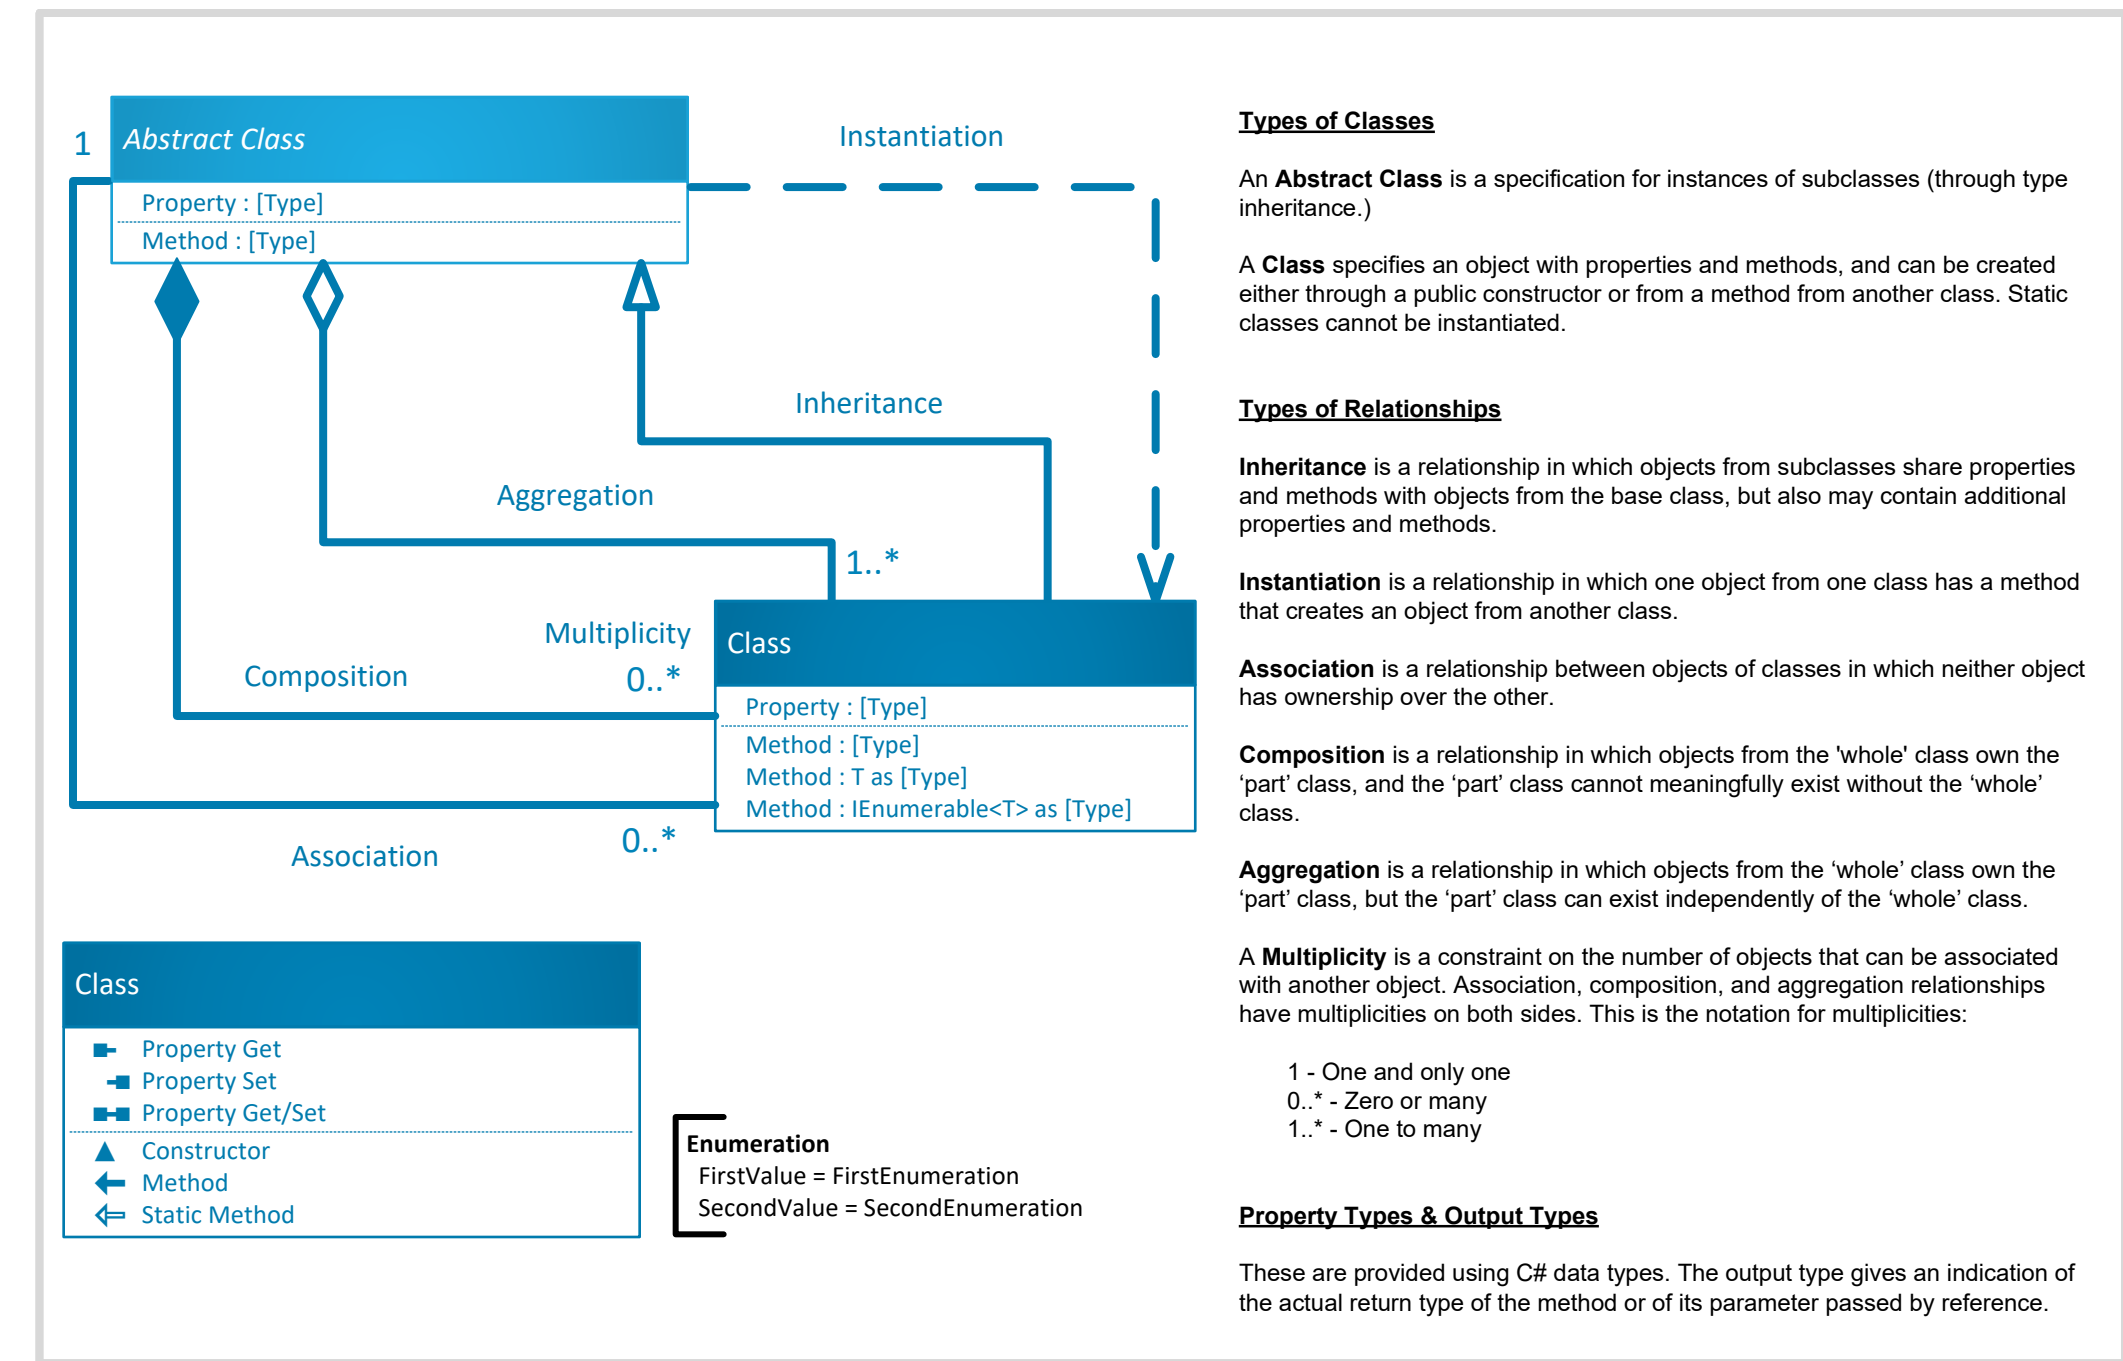 1
Abstract Class
Property : [Type]
Method : [Type]
Instantiation
Inheritance
Aggregation
1..*
Multiplicity
0..*
Composition
Class
Property : [Type]
Method : [Type]
Method : T as [Type]
Method : IEnumerable<T> as [Type]
0..*
Association
Class
Property Get
Property Set
Property Get/Set
Constructor
Method
Static Method
Enumeration
FirstValue = FirstEnumeration
SecondValue = SecondEnumeration
Types of Classes
An Abstract Class is a specification for instances of subclasses (through type
inheritance.)
A Class specifies an object with properties and methods, and can be created
either through a public constructor or from a method from another class. Static
classes cannot be instantiated.
Types of Relationships
Inheritance is a relationship in which objects from subclasses share properties
and methods with objects from the base class, but also may contain additional
properties and methods.
Instantiation is a relationship in which one object from one class has a method
that creates an object from another class.
Association is a relationship between objects of classes in which neither object
has ownership over the other.
Composition is a relationship in which objects from the 'whole' class own the
‘part’ class, and the ‘part’ class cannot meaningfully exist without the ‘whole’
class.
Aggregation is a relationship in which objects from the ‘whole’ class own the
‘part’ class, but the ‘part’ class can exist independently of the ‘whole’ class.
A Multiplicity is a constraint on the number of objects that can be associated
with another object. Association, composition, and aggregation relationships
have multiplicities on both sides. This is the notation for multiplicities:
1 - One and only one
0..* - Zero or many
1..* - One to many
Property Types & Output Types
These are provided using C# data types. The output type gives an indication of
the actual return type of the method or of its parameter passed by reference.